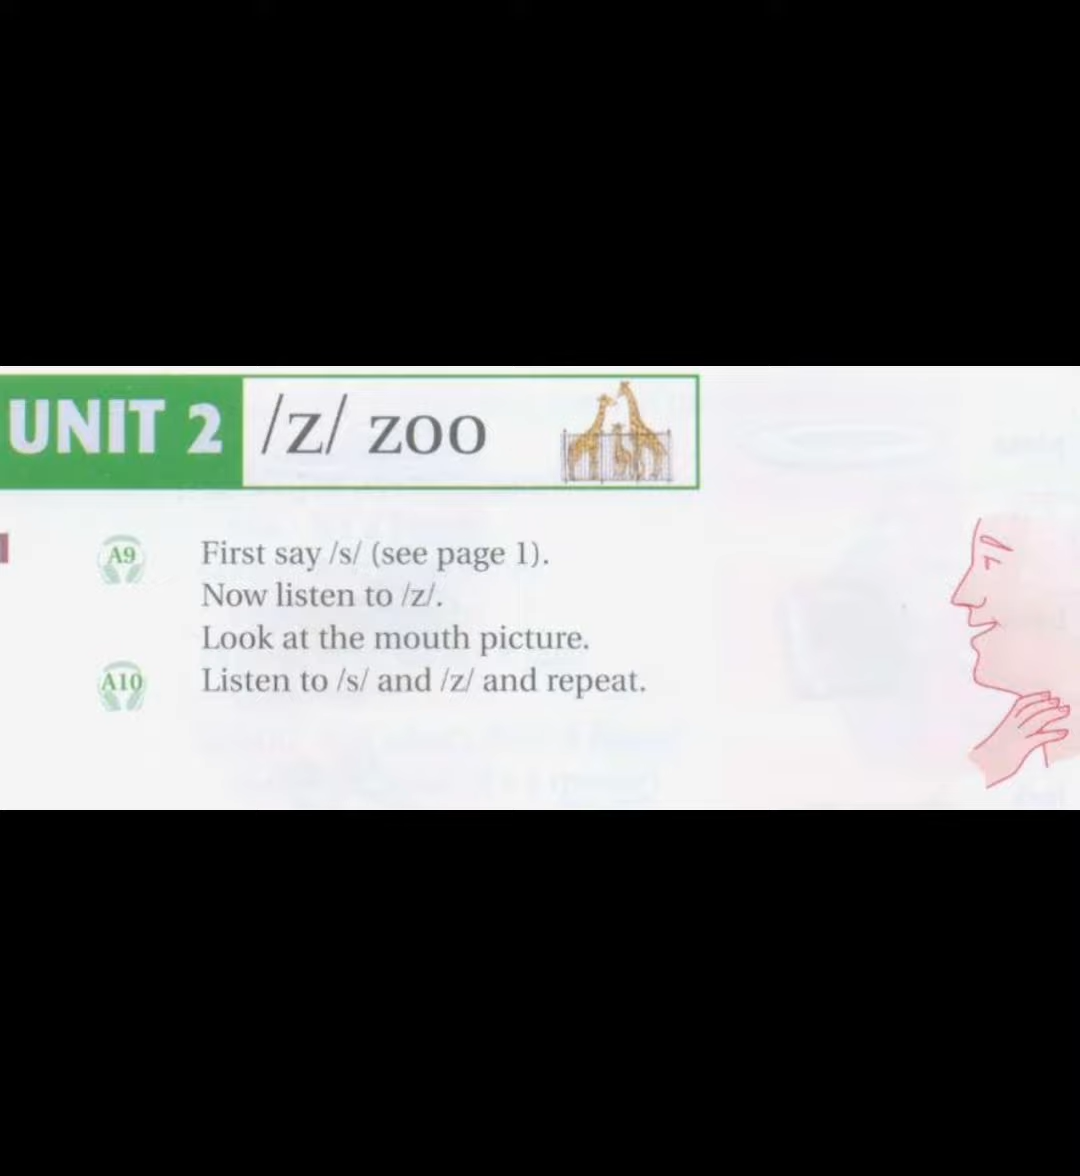 UNIT 2 /z/ zoo
A9 First say /s/ (see page 1).
Now listen to /z/.
Look at the mouth picture.
A10 Listen to /s/ and /z/ and repeat.